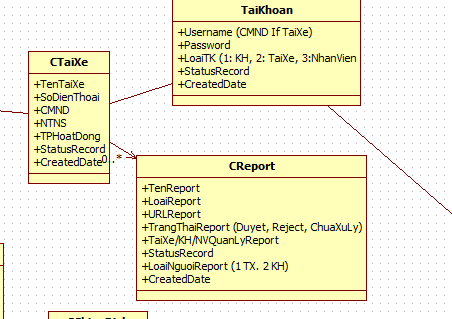 TaiKhoan
+Username (CMND If TaiXe)
+Password
+LoaiTK (1: KH, 2: TaiXe, 3:NhanVien
+StatusRecord
+CreatedDate
CTaiXe
+TenTaiXe
+SoDienThoai
+CMND
+NTNS
+TPHoatDong
+StatusRecord
+CreatedDate
0..*
CReport
+TenReport
+LoaiReport
+URLReport
+TrangThaiReport (Duyet, Reject, ChuaXuLy)
+TaiXe/KH/NVQuanLyReport
+StatusRecord
+LoaiNguoiReport (1 TX. 2 KH)
+CreatedDate